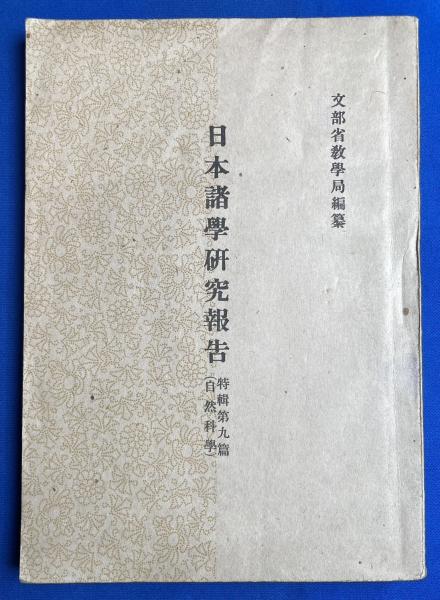 文部省敎學局編纂
日本諸學研究報告
特輯第九篇
(自然科學)